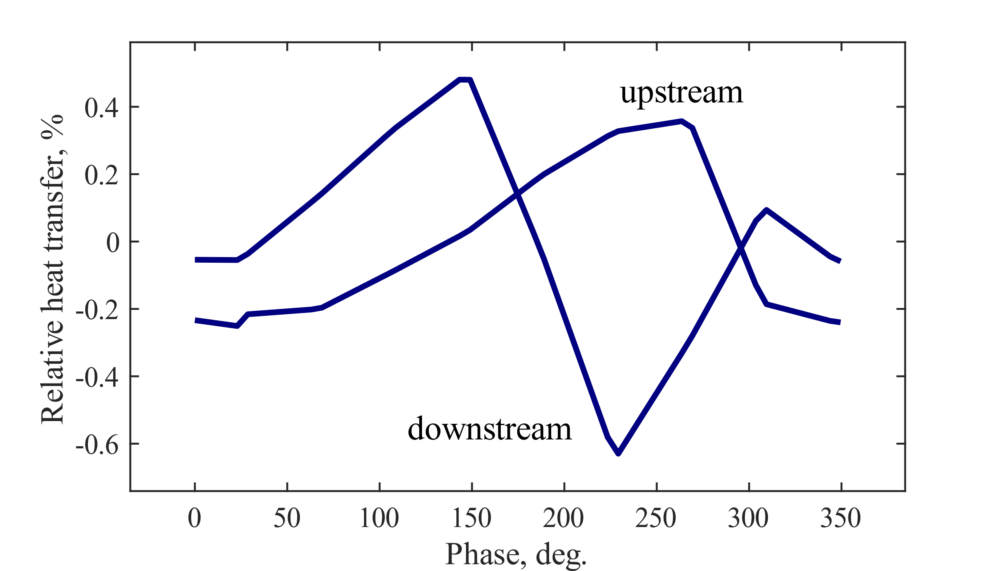 upstream
0.4
0.2
0
-0.2
-0.4
-0.6
Relative heat transfer, %
downstream
0 50 100 150 200 250 300 350
Phase, deg.